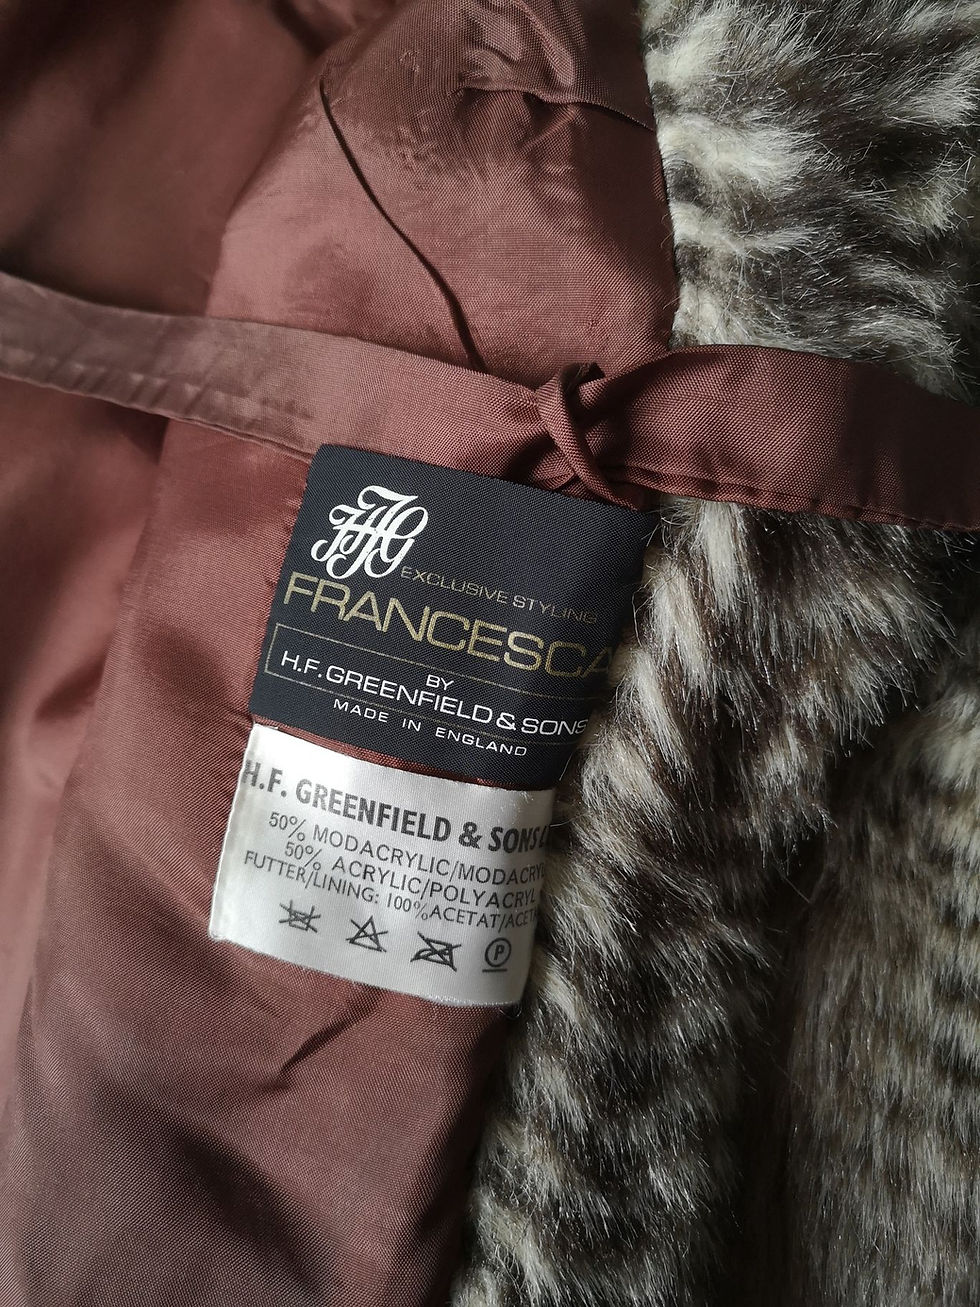 HFG
EXCLUSIVE STYLING
FRANCESCA
BY
H.F. GREENFIELD & SONS
MADE IN ENGLAND
H.F. GREENFIELD & SONS
50% MODACRYLIC/MODACRYL
50% ACRYLIC/POLYACRYL
FUTTER/LINING: 100% ACETAT/ACET
P